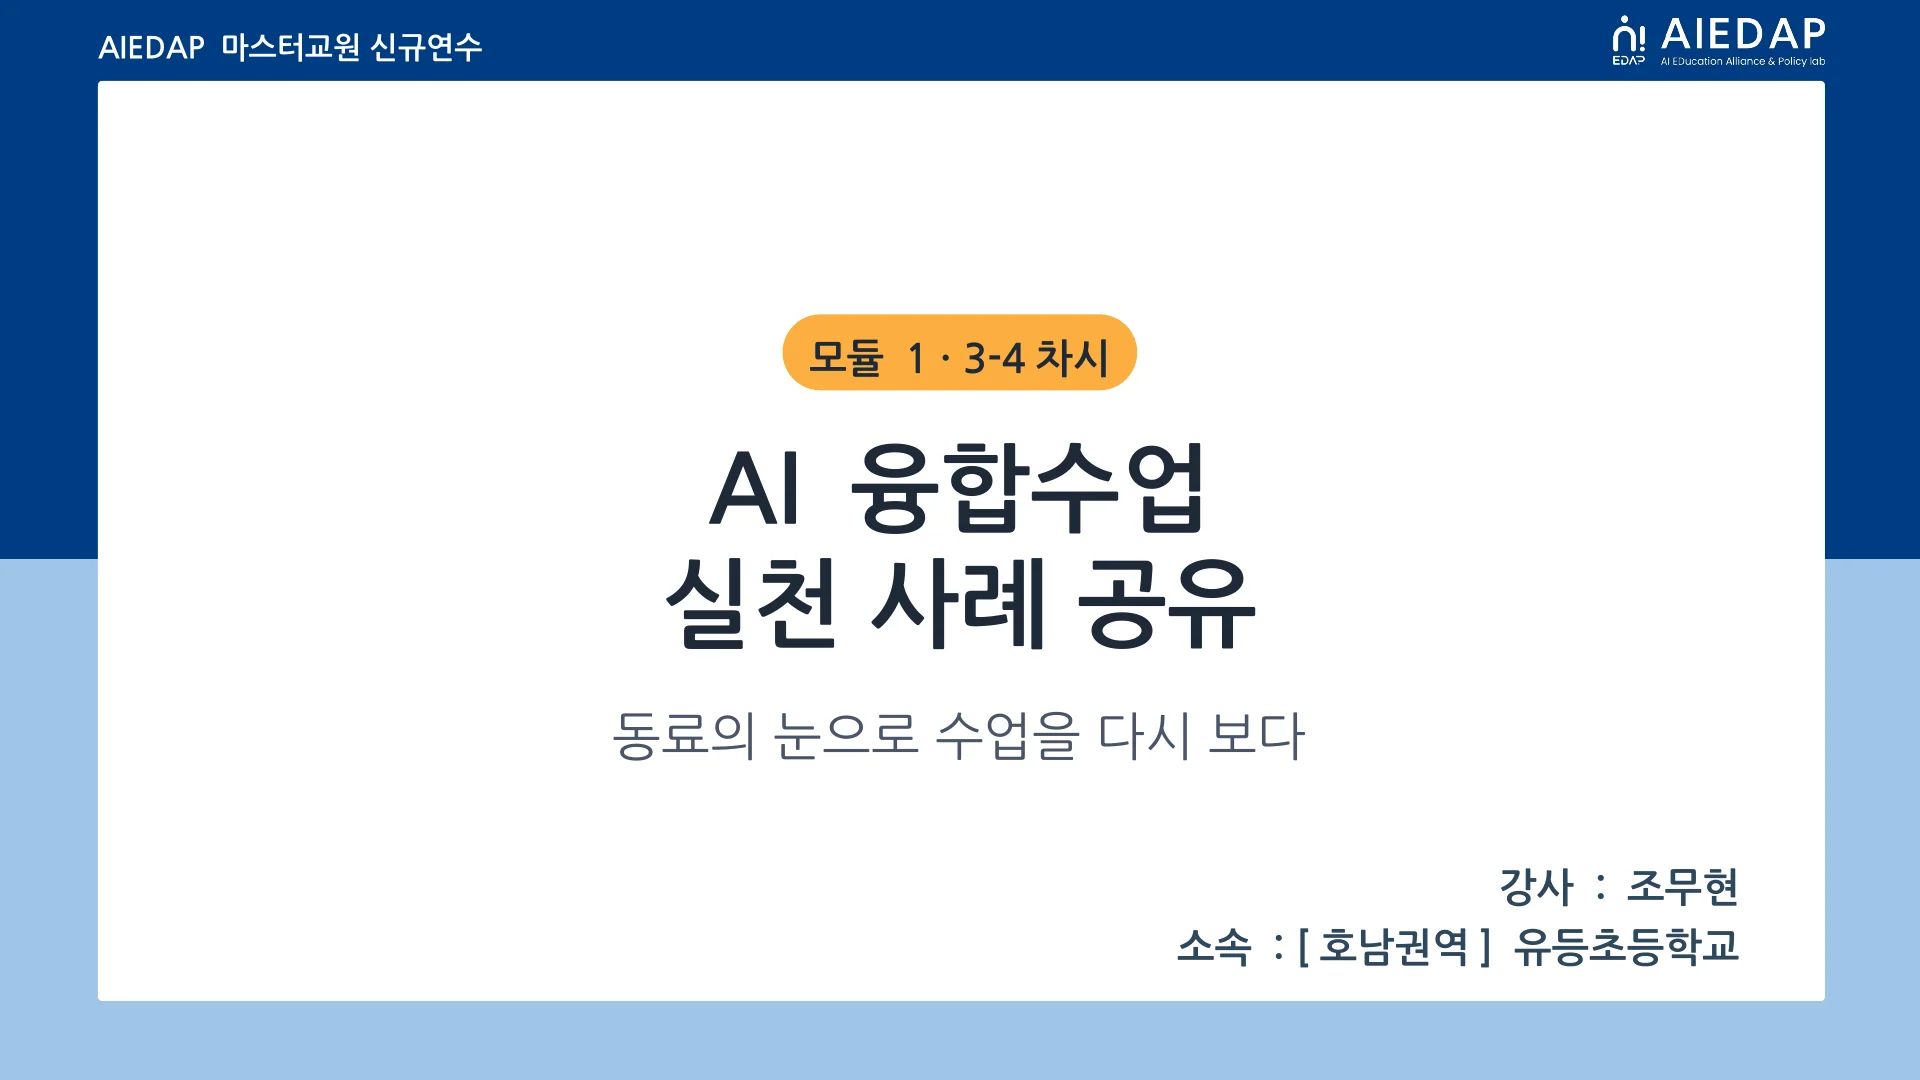 AIEDAP 마스터교원 신규연수
EDAP
AIEDAP
AI EDucation Alliance & Policy lab
모듈 1 · 3-4 차시
AI 융합수업
실천 사례 공유
동료의 눈으로 수업을 다시 보다
강사 : 조무현
소속 : [ 호남권역 ] 유등초등학교